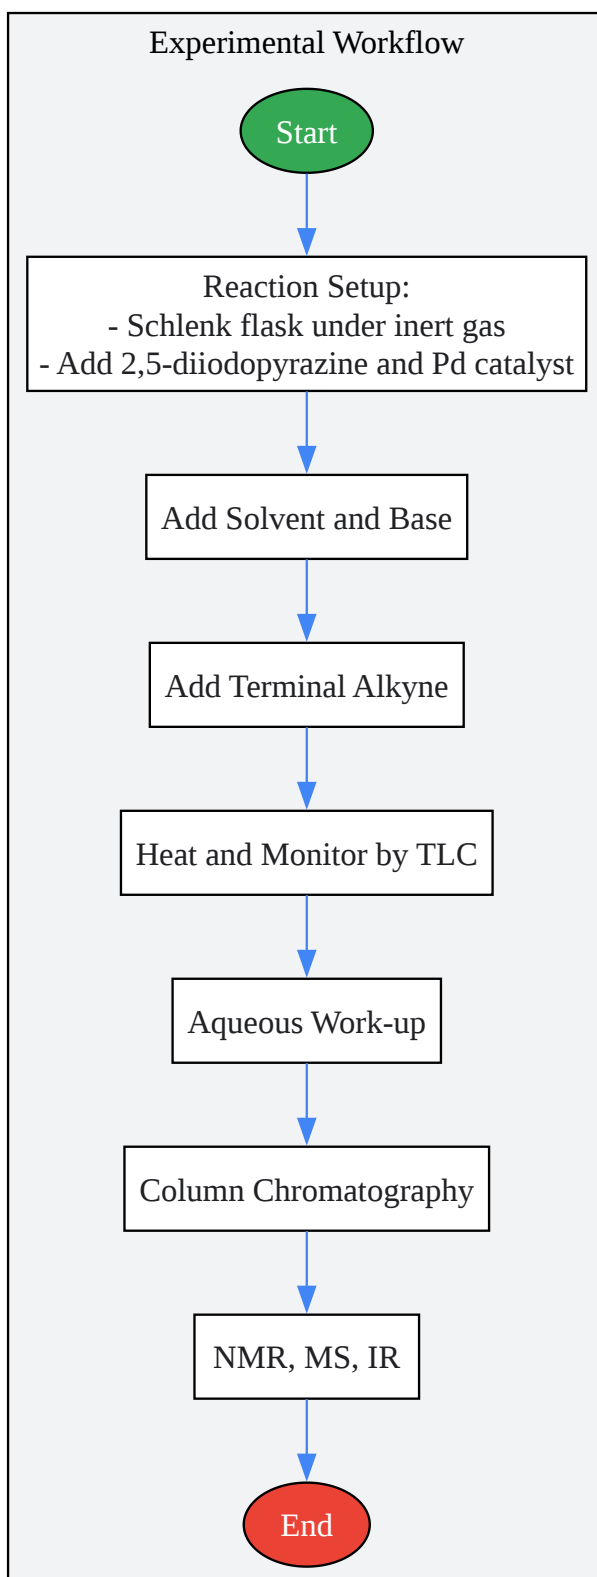 Experimental Workflow
Start
Reaction Setup:
- Schlenk flask under inert gas
- Add 2,5-diiodopyrazine and Pd catalyst
Add Solvent and Base
Add Terminal Alkyne
Heat and Monitor by TLC
Aqueous Work-up
Column Chromatography
NMR, MS, IR
End